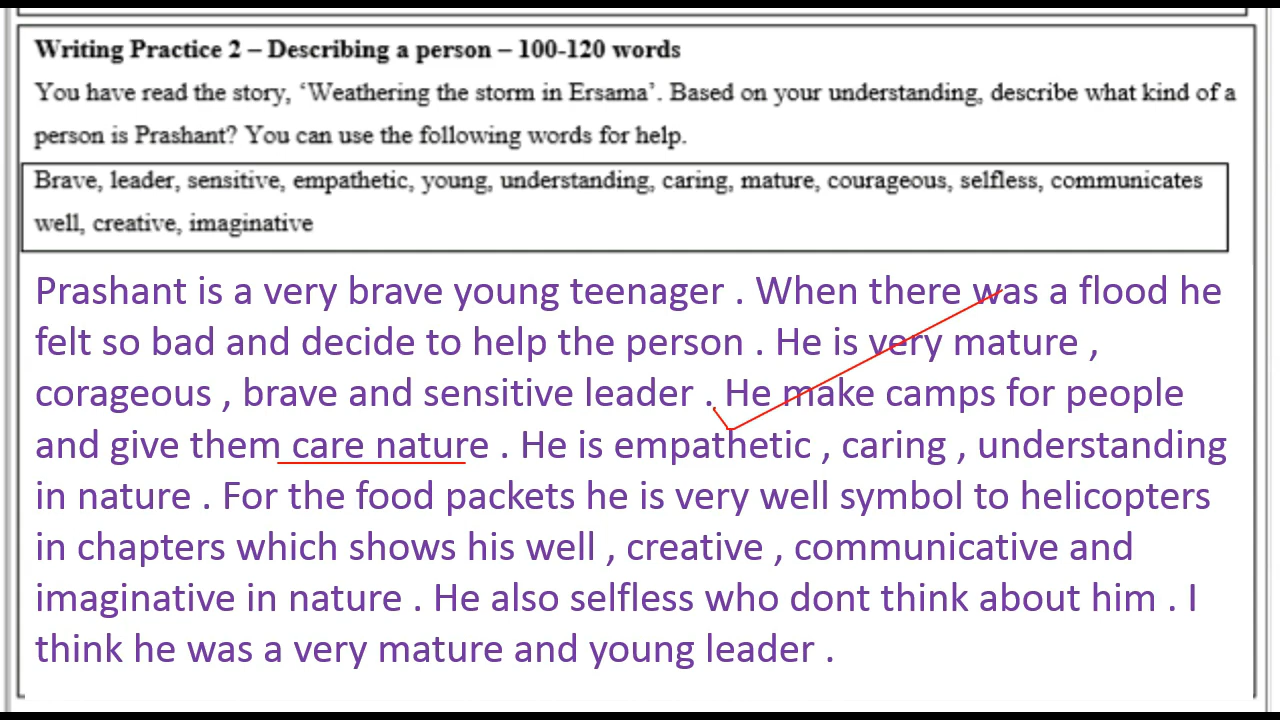 Writing Practice 2 – Describing a person – 100-120 words
You have read the story, ‘Weathering the storm in Ersama’. Based on your understanding, describe what kind of a
person is Prashant? You can use the following words for help.
Brave, leader, sensitive, empathetic, young, understanding, caring, mature, courageous, selfless, communicates
well, creative, imaginative
Prashant is a very brave young teenager . When there was a flood he
felt so bad and decide to help the person . He is very mature ,
corageous , brave and sensitive leader . He make camps for people
and give them care nature . He is empathetic , caring , understanding
in nature . For the food packets he is very well symbol to helicopters
in chapters which shows his well , creative , communicative and
imaginative in nature . He also selfless who dont think about him . I
think he was a very mature and young leader .